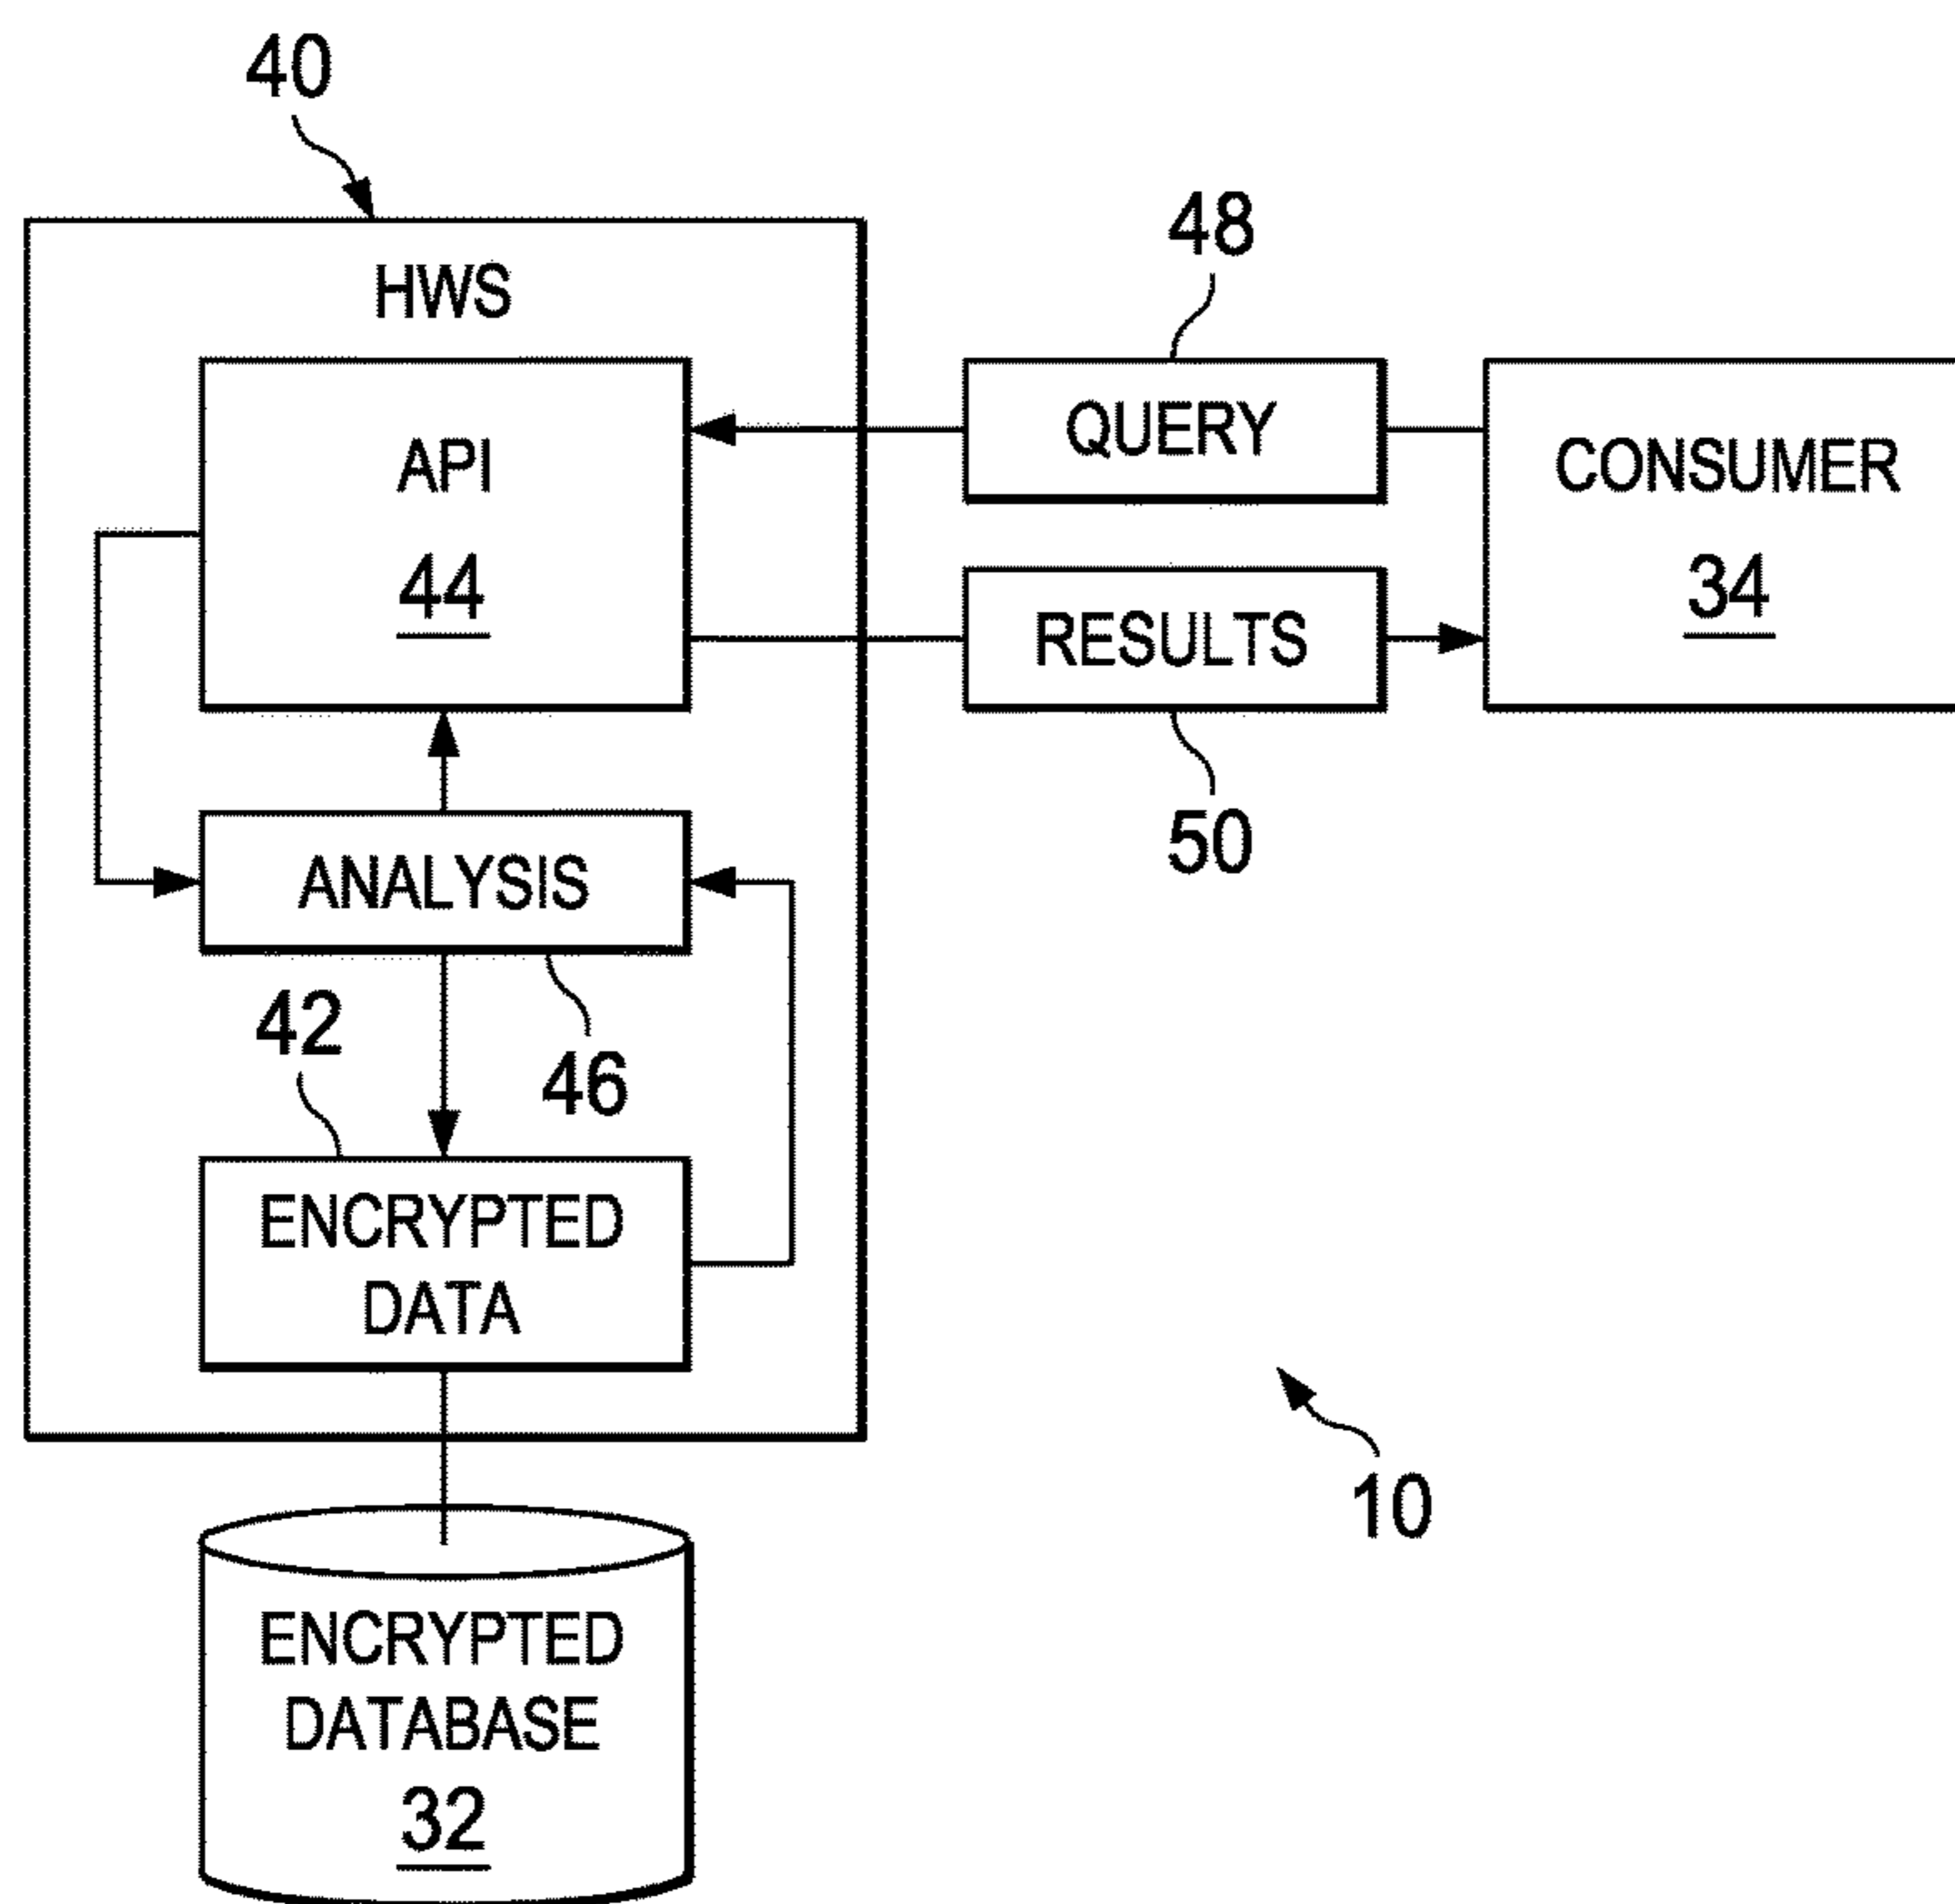 40
48
HWS
QUERY
API
CONSUMER
44
34
RESULTS
50
ANALYSIS
42
46
ENCRYPTED
DATA
10
ENCRYPTED
DATABASE
32